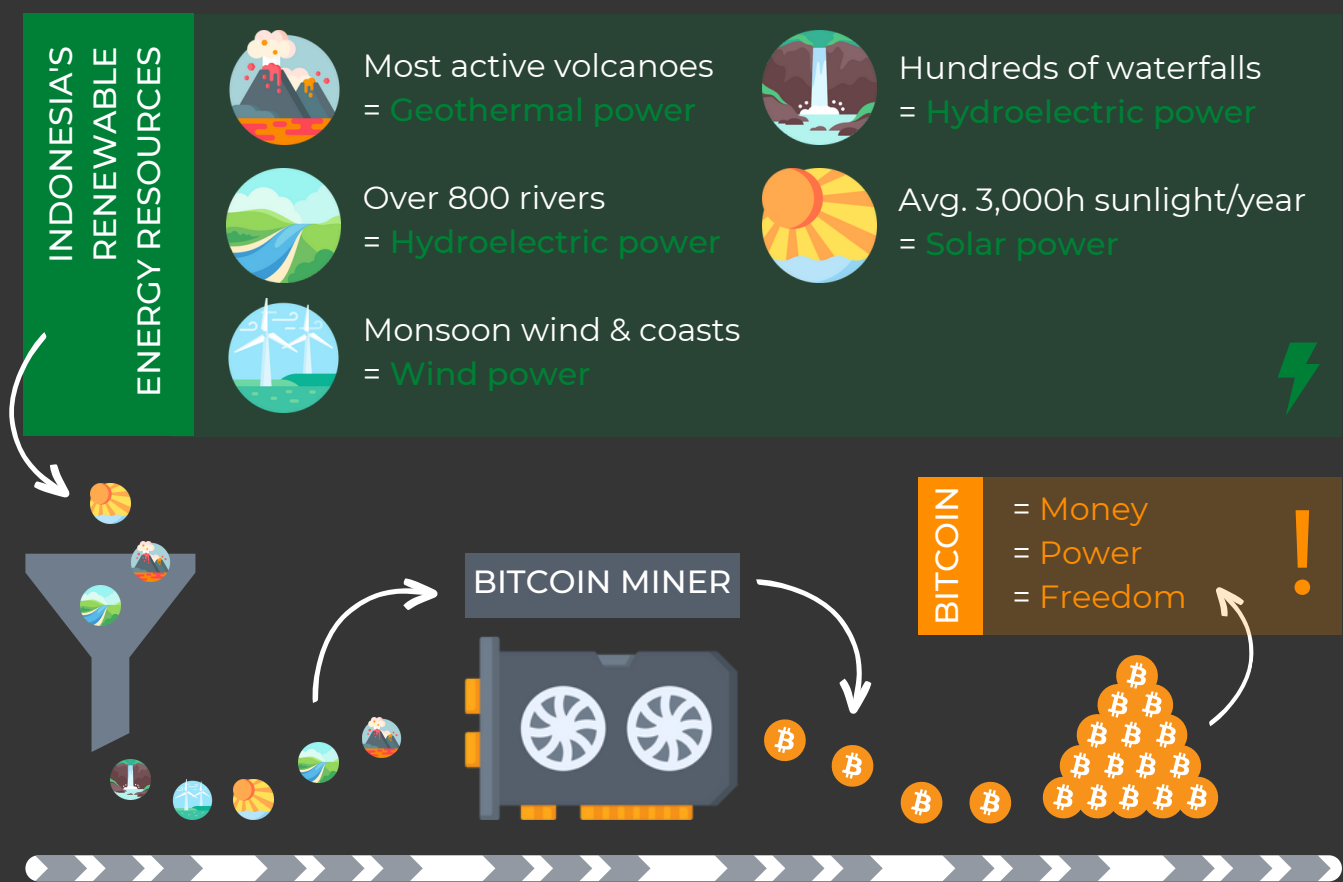 INDONESIA'S
RENEWABLE
ENERGY RESOURCES
Most active volcanoes
= Geothermal power
Over 800 rivers
= Hydroelectric power
Monsoon wind & coasts
= Wind power
Hundreds of waterfalls
= Hydroelectric power
Avg. 3,000h sunlight/year
= Solar power
BITCOIN MINER
BITCOIN
= Money
= Power
= Freedom
!